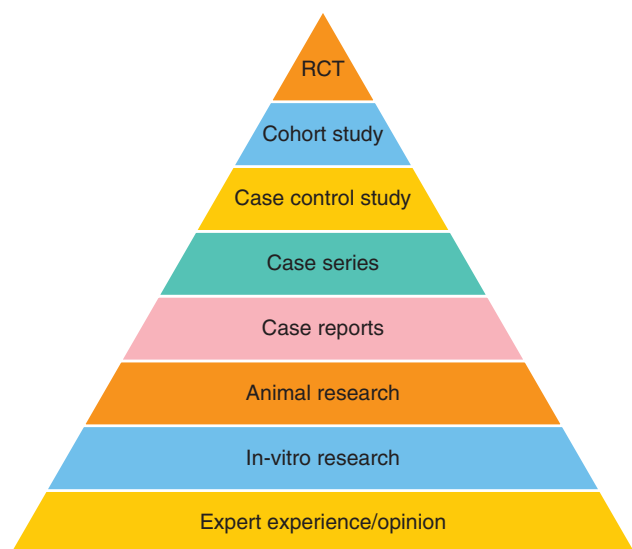 RCT
Cohort study
Case control study
Case series
Case reports
Animal research
In-vitro research
Expert experience/opinion